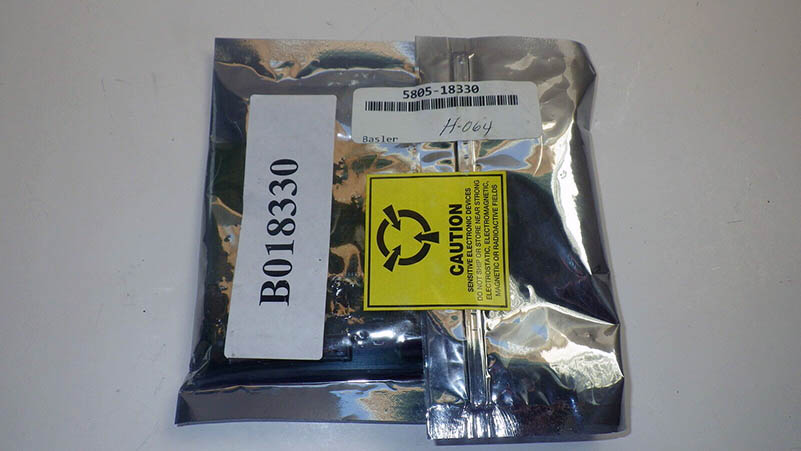 5805-18330
H-064
Basler
B018330
CAUTION
SENSITIVE ELECTRONIC DEVICES
DO NOT SHIP OR STORE NEAR STRONG
ELECTROSTATIC, ELECTROMAGNETIC,
MAGNETIC OR RADIOACTIVE FIELDS